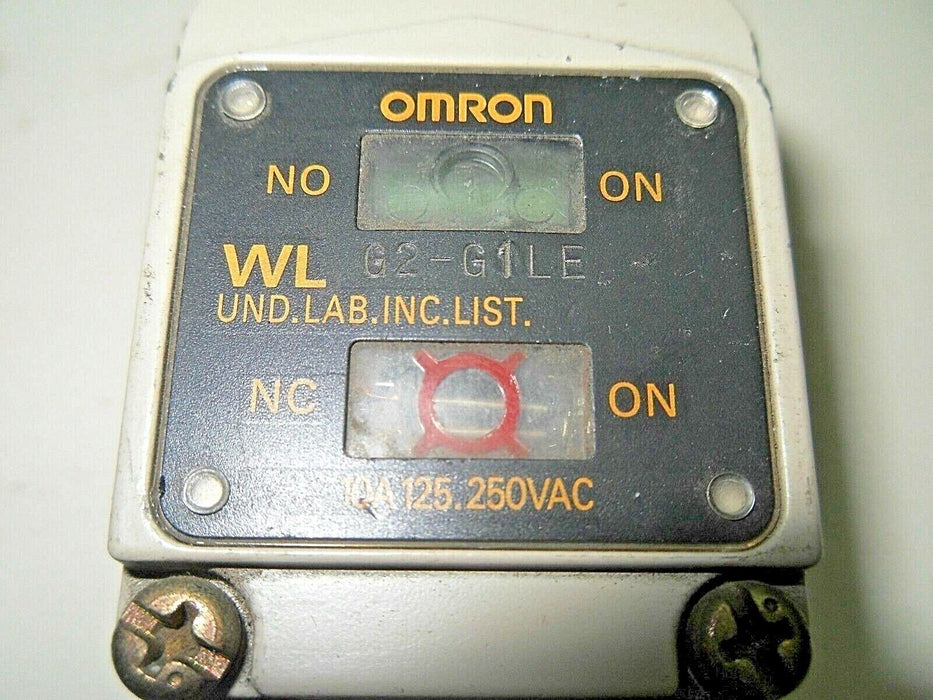 OMRON
NO ON
WL G2-G1LE
UND.LAB.INC.LIST.
NC ON
10A 125.250VAC